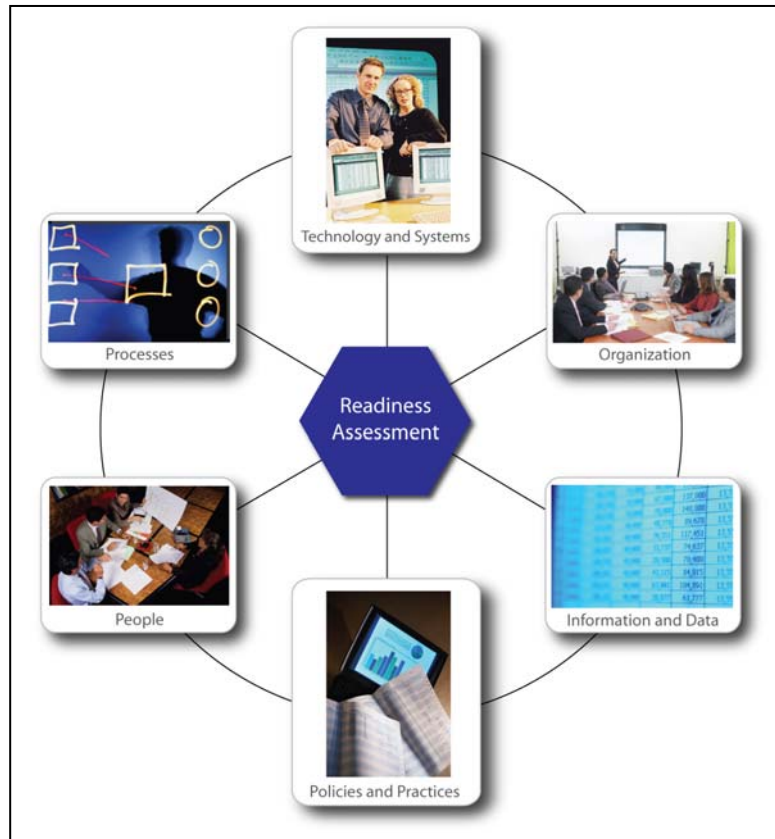 Technology and Systems
Processes
Organization
Readiness
Assessment
People
Information and Data
Policies and Practices